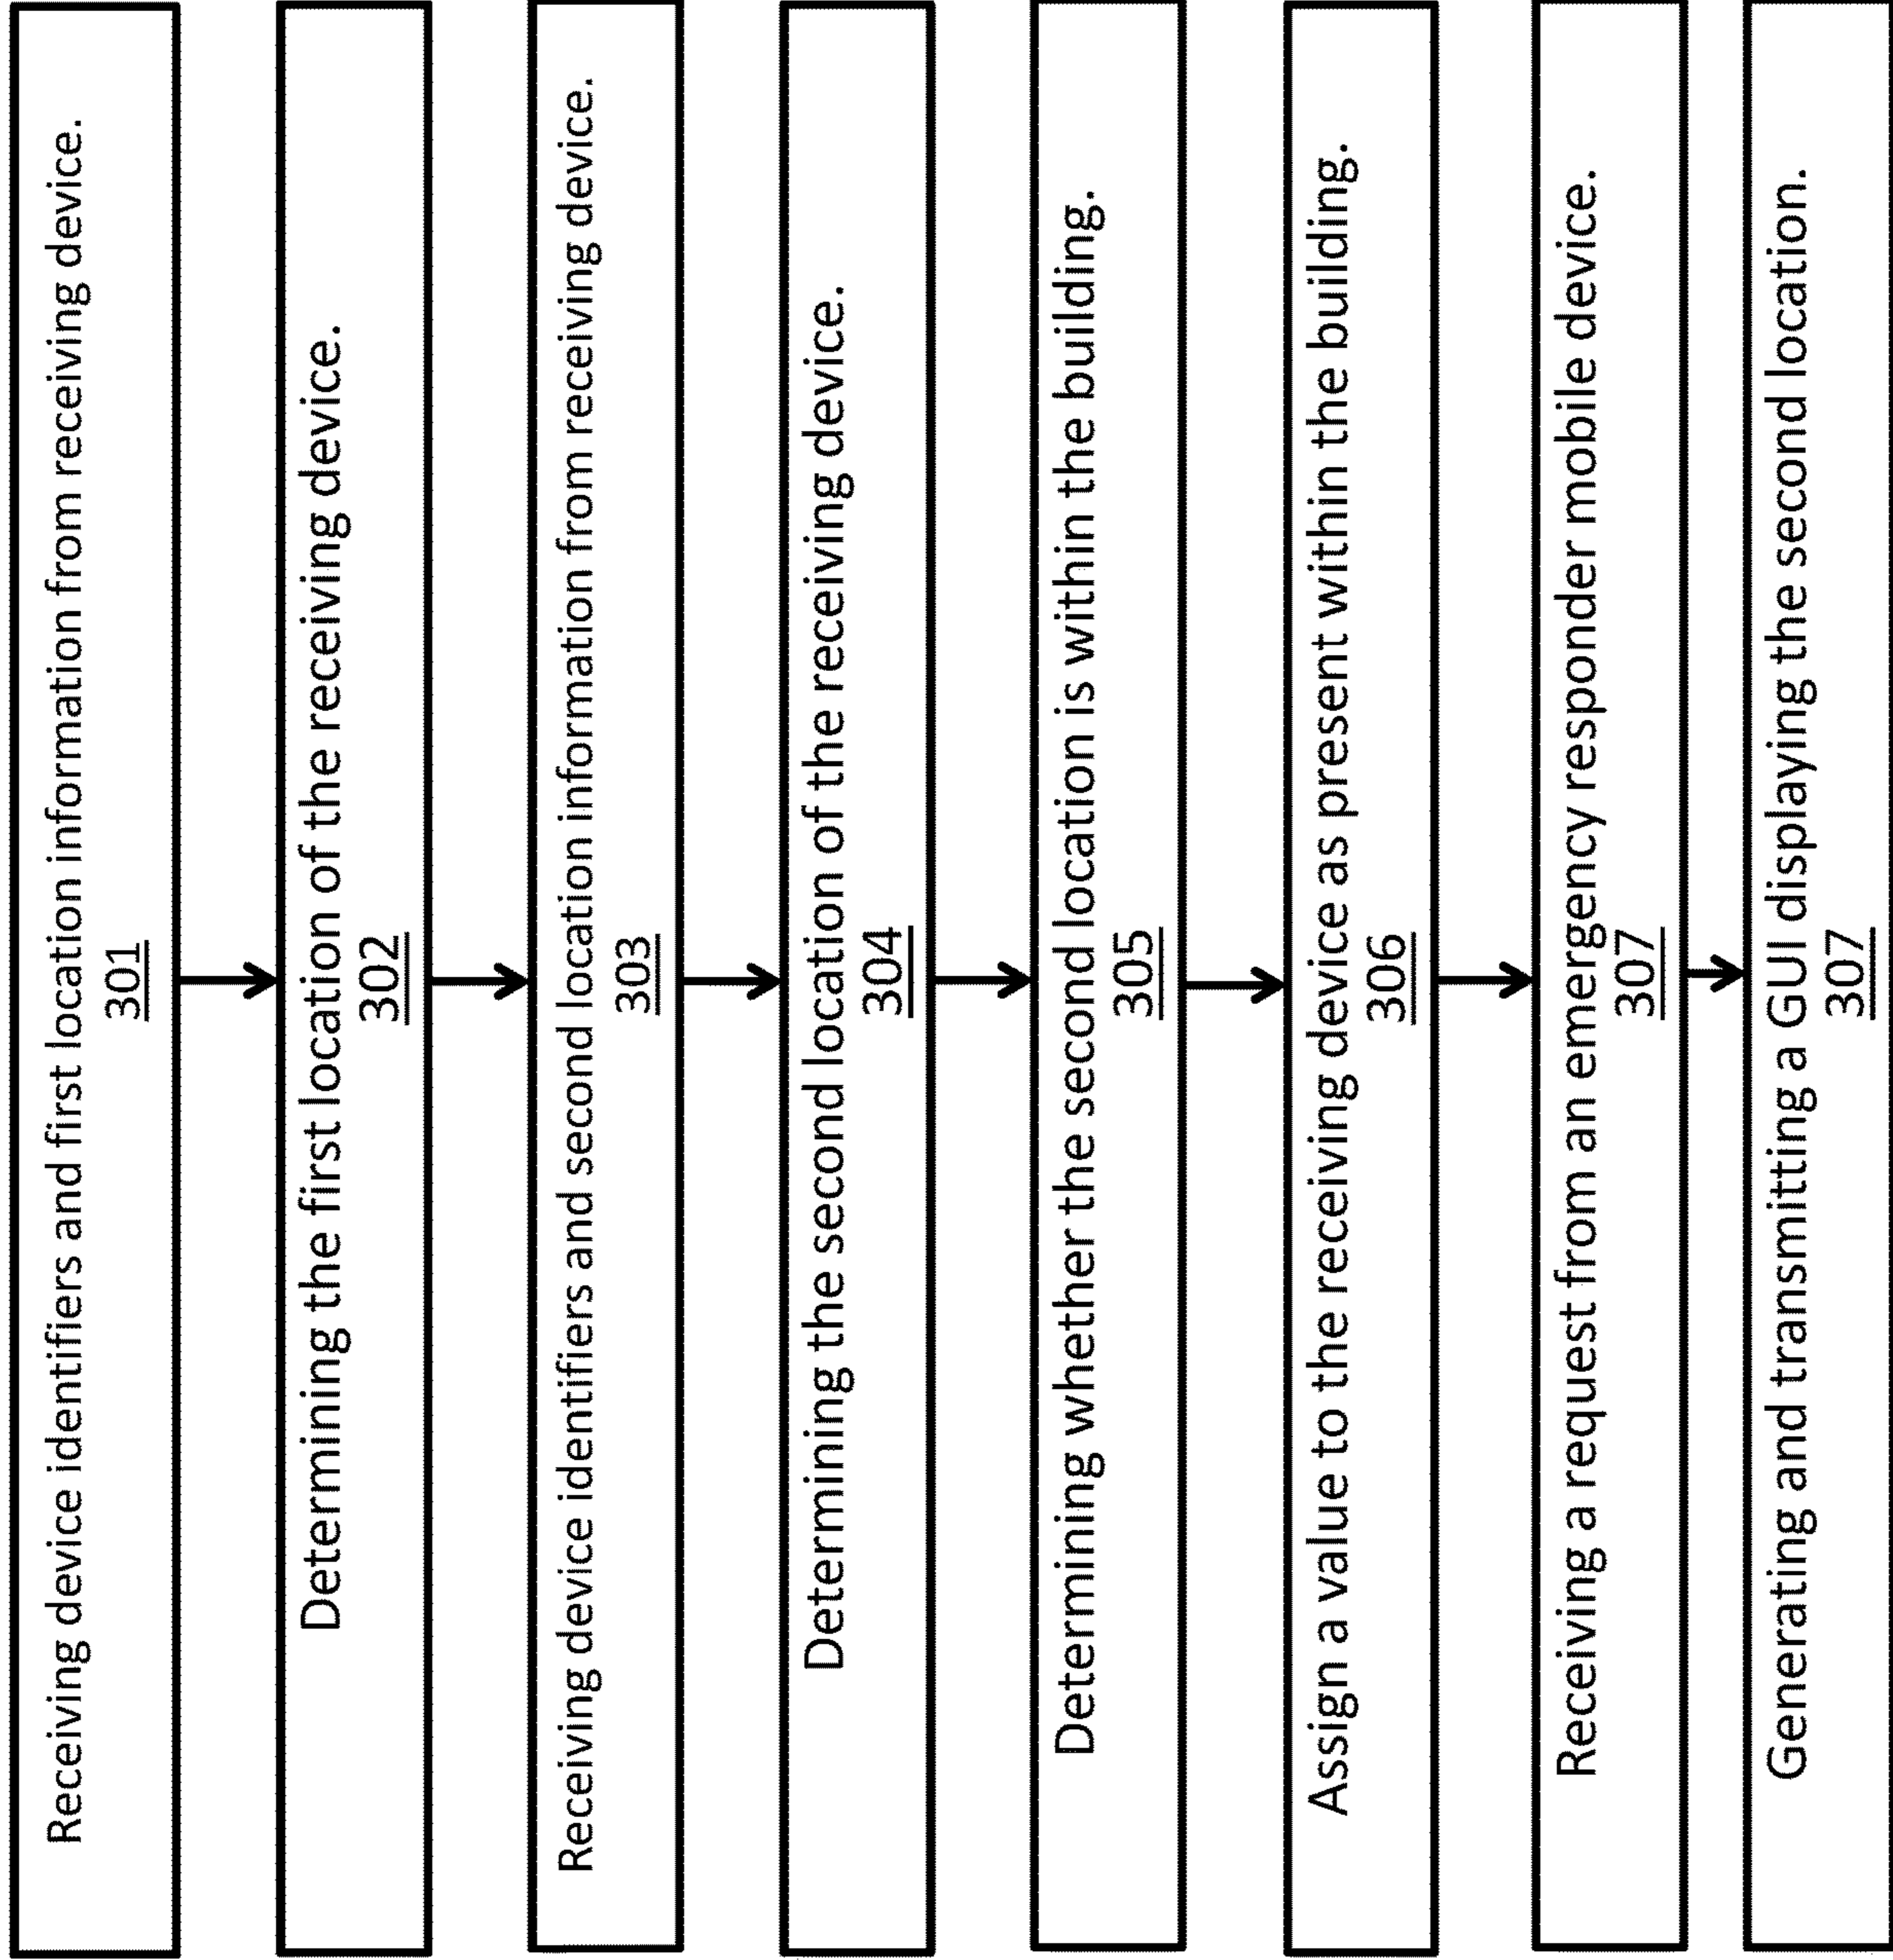 Receiving device identifiers and first location information from receiving device.
301
Determining the first location of the receiving device.
302
Receiving device identifiers and second location information from receiving device.
303
Determining the second location of the receiving device.
304
Determining whether the second location is within the building.
305
Assign a value to the receiving device as present within the building.
306
Receiving a request from an emergency responder mobile device.
307
Generating and transmitting a GUI displaying the second location.
307